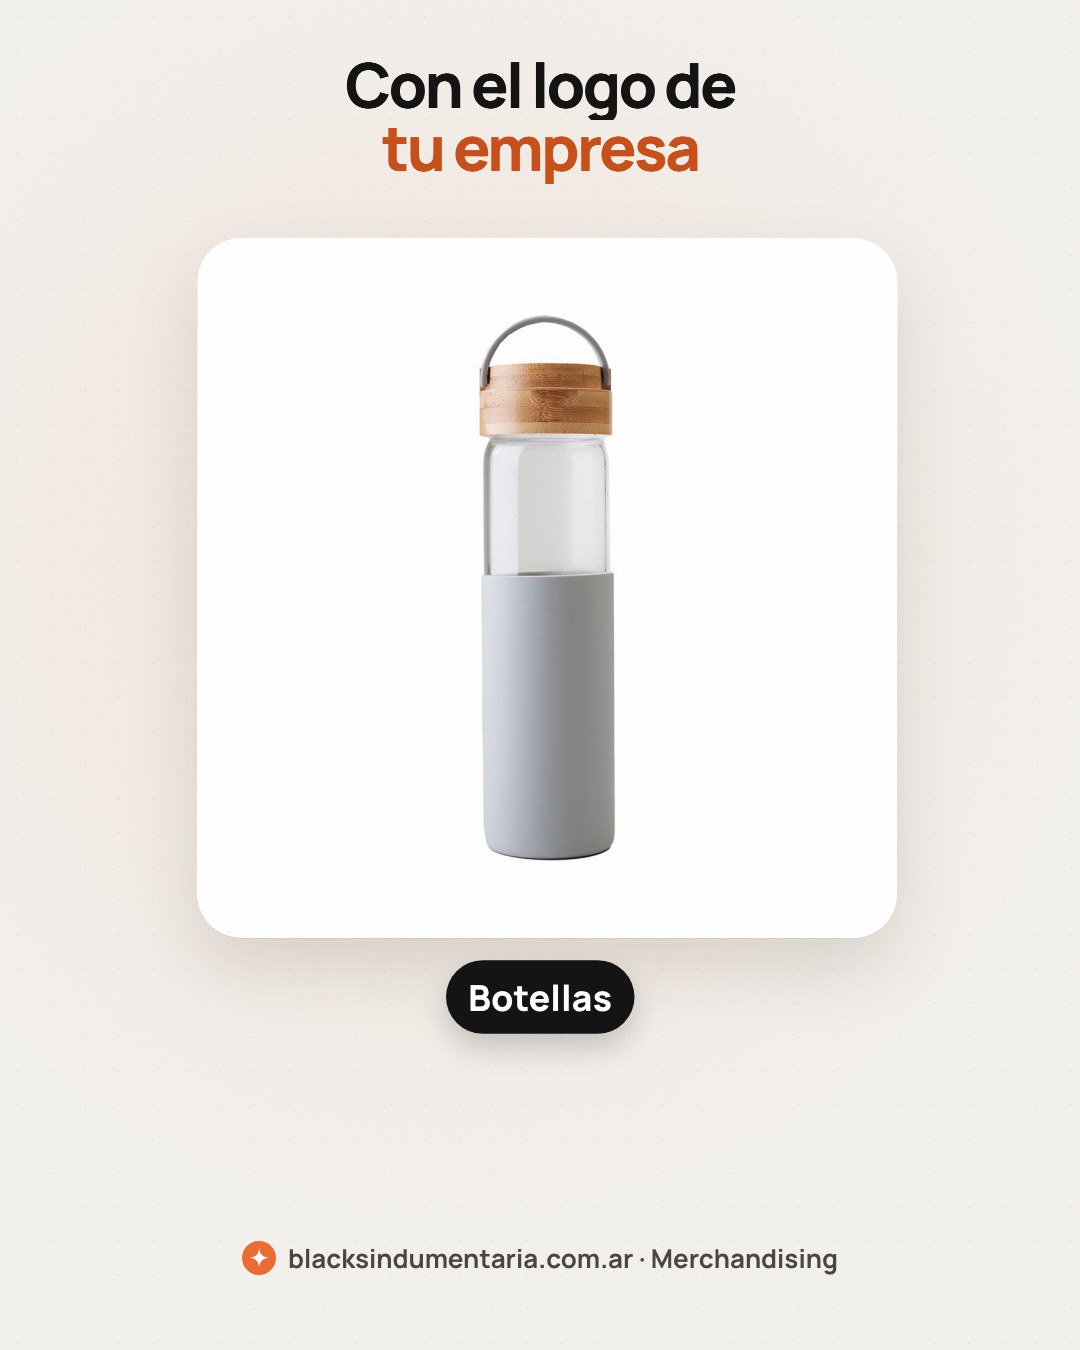 Con el logo de
tu empresa
Botellas
blacksindumentaria.com.ar · Merchandising